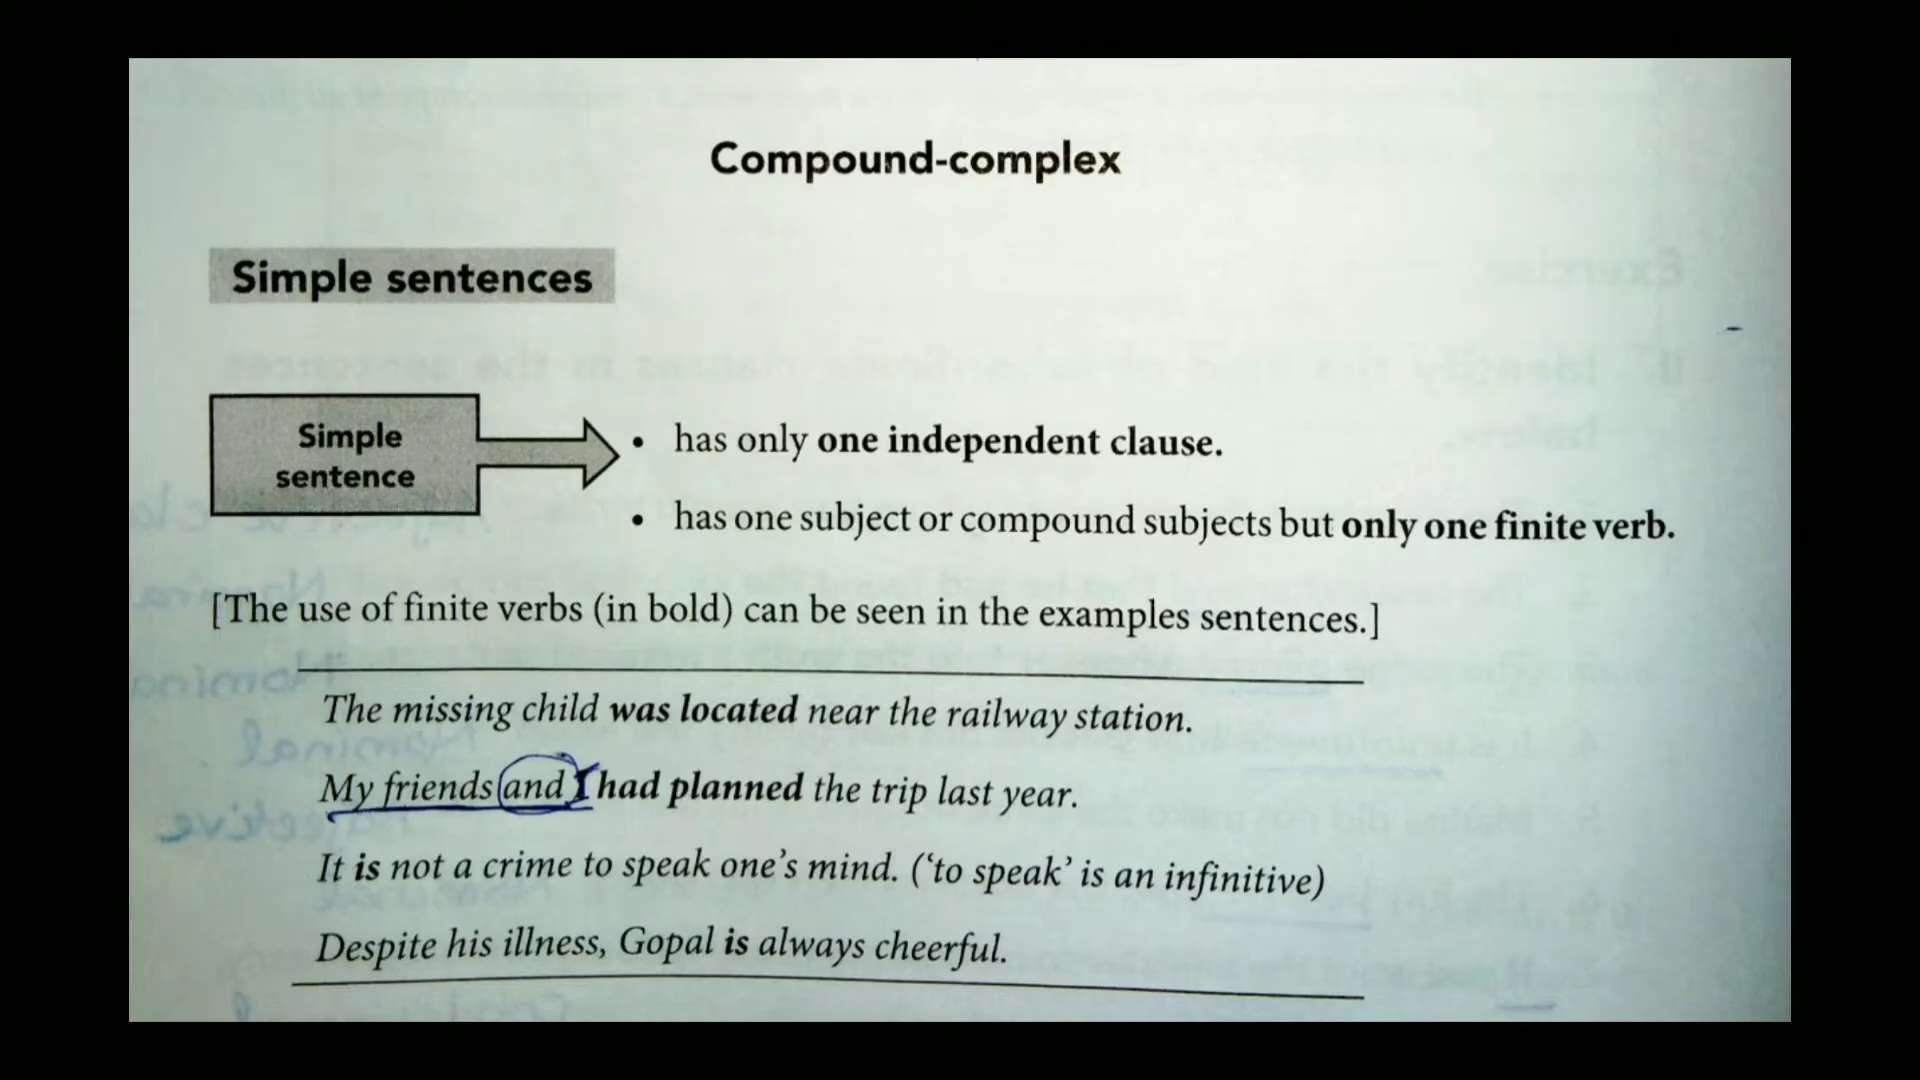 Compound-complex
Simple sentences
Simple
sentence
• has only one independent clause.
• has one subject or compound subjects but only one finite verb.
[The use of finite verbs (in bold) can be seen in the examples sentences.]
The missing child was located near the railway station.
My friends and I had planned the trip last year.
It is not a crime to speak one’s mind. (‘to speak’ is an infinitive)
Despite his illness, Gopal is always cheerful.